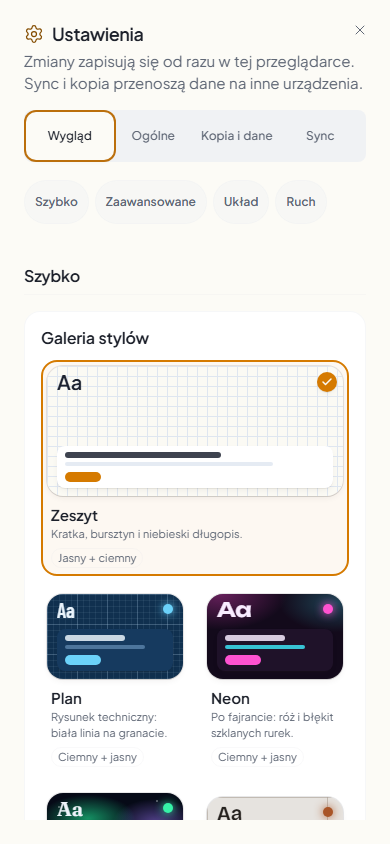 Ustawienia
Zmiany zapisują się od razu w tej przeglądarce.
Sync i kopia przenoszą dane na inne urządzenia.
Wygląd
Ogólne
Kopia i dane
Sync
Szybko
Zaawansowane
Układ
Ruch
Szybko
Galeria stylów
Aa
Zeszyt
Kratka, bursztyn i niebieski długopis.
Jasny + ciemny
Aa
Plan
Rysunek techniczny:
biała linia na granacie.
Ciemny + jasny
Aa
Neon
Po fajrancie: róż i błękit
szklanych rurek.
Ciemny + jasny
Aa
Aa